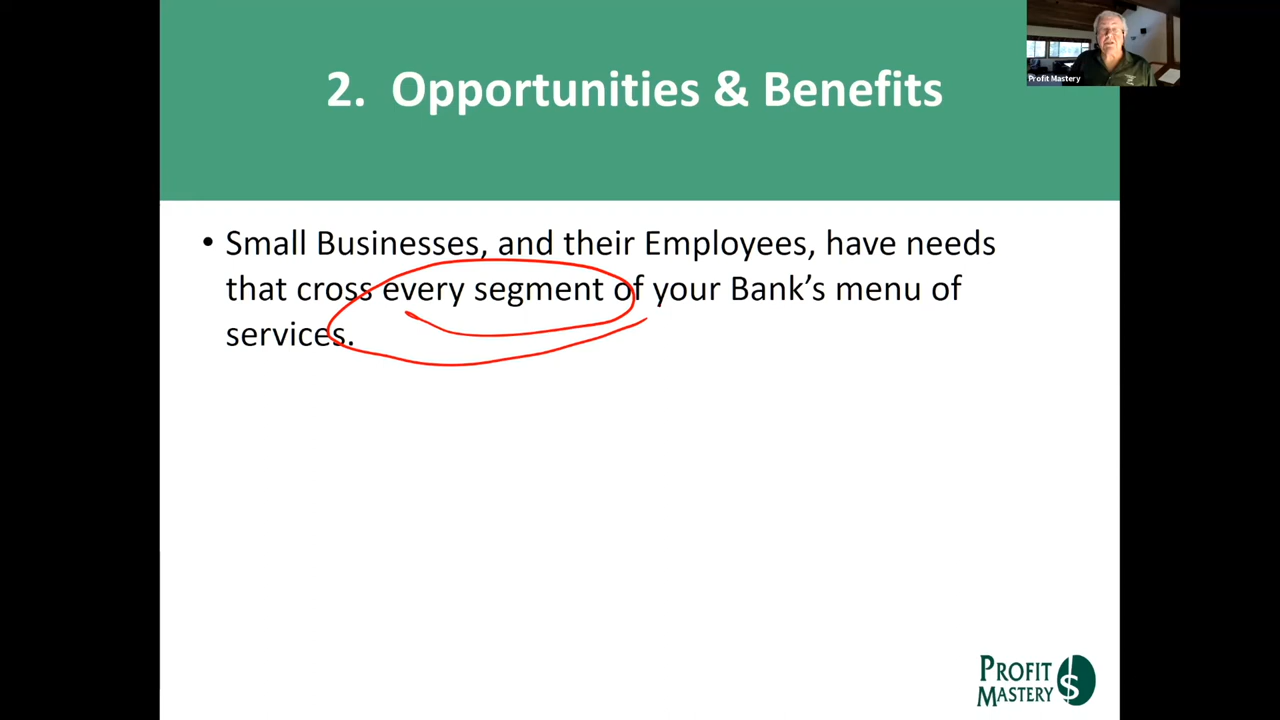 Profit Mastery
2. Opportunities & Benefits
• Small Businesses, and their Employees, have needs
that cross every segment of your Bank’s menu of
services.
PROFIT
MASTERY